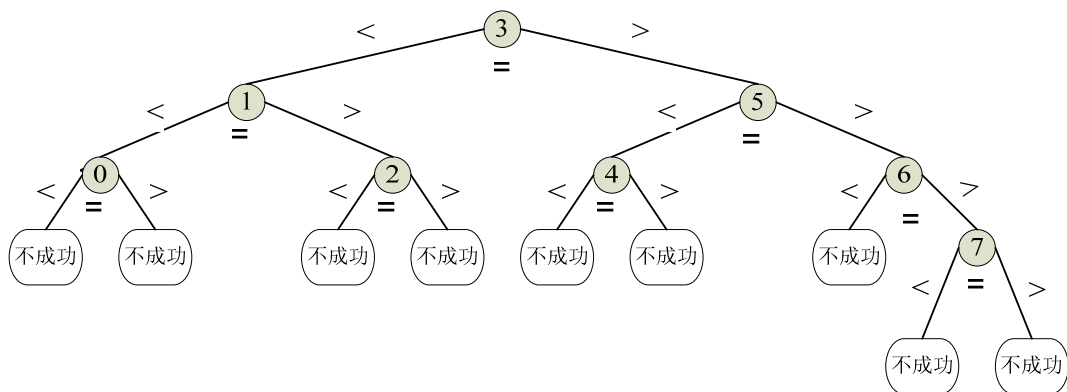 < 3 >
=
< 1 > < 5 >
= =
< 0 > < 2 > < 4 > < 6 >
= = = =
不成功 不成功 不成功 不成功 不成功 不成功 不成功 7
< = >
不成功 不成功